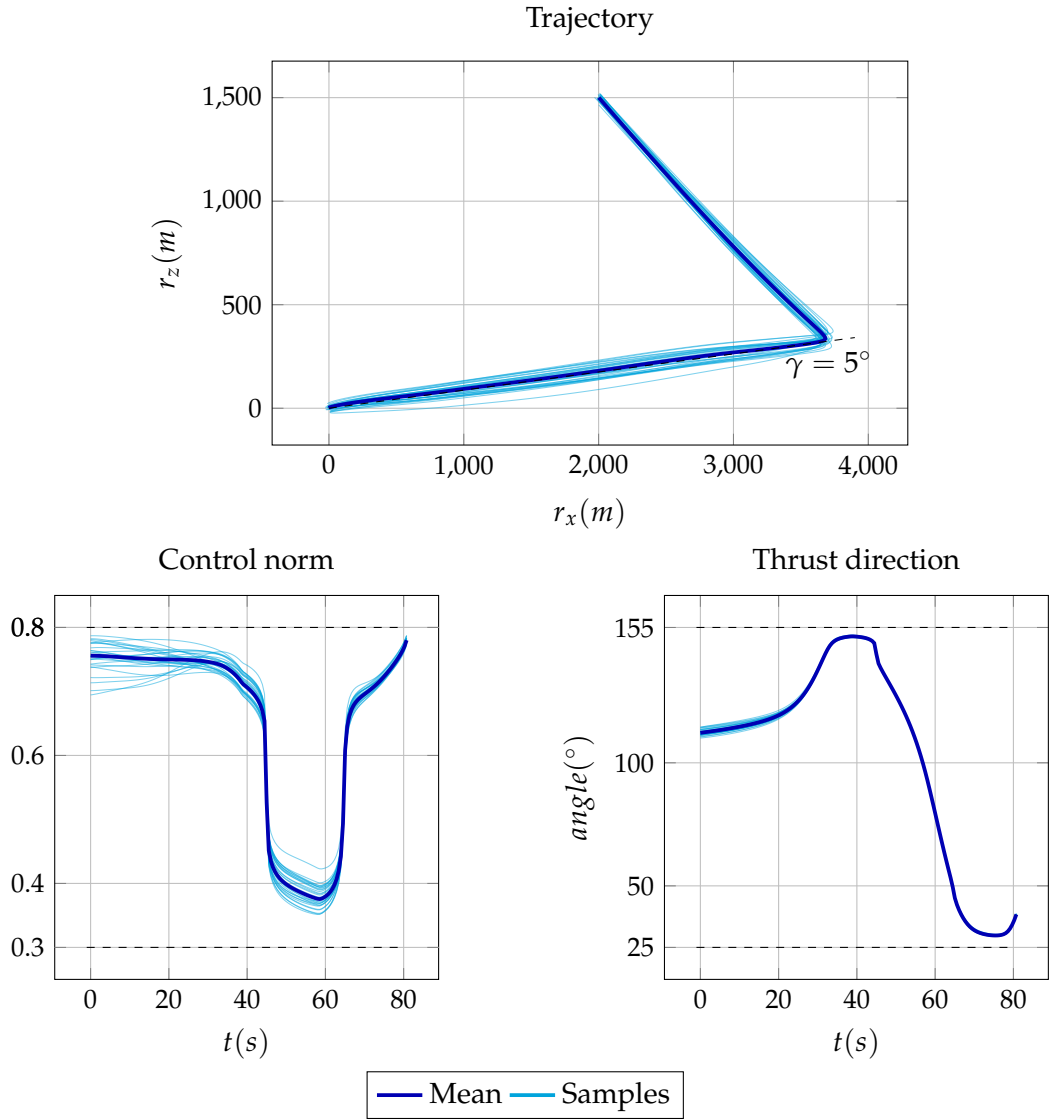 Trajectory
1,500
1,000
500
0
r_z(m)
γ = 5°
0 1,000 2,000 3,000 4,000
r_x(m)
Control norm
0.8
0.6
0.4
0.3
0 20 40 60 80
t(s)
Thrust direction
155
100
50
25
angle(°)
0 20 40 60 80
t(s)
Mean Samples